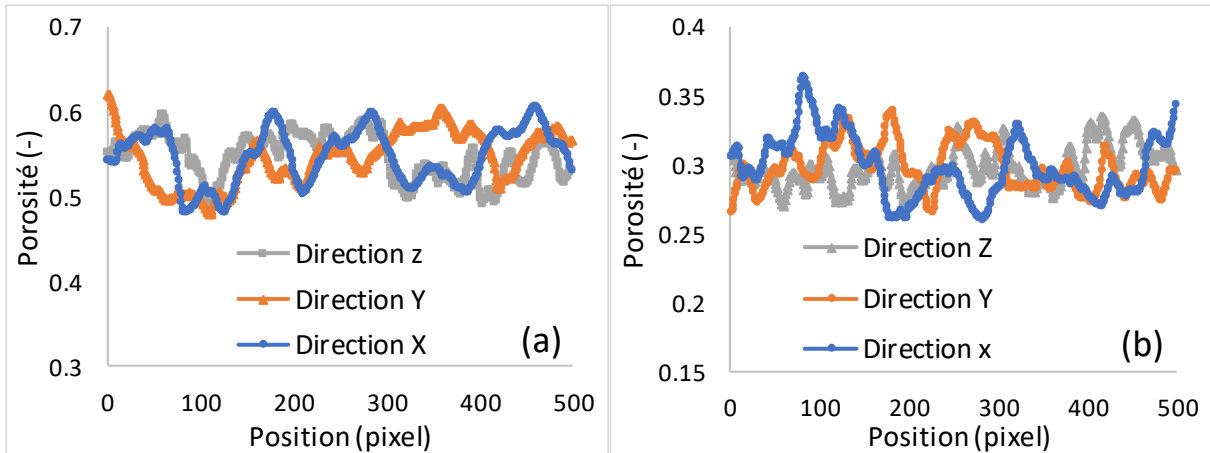 0.7
0.6
0.5
0.4
0.3
Porosité (-)
Direction z
Direction Y
Direction X
(a)
0 100 200 300 400 500
Position (pixel)
0.4
0.35
0.3
0.25
0.2
0.15
Porosité (-)
Direction Z
Direction Y
Direction x
(b)
0 100 200 300 400 500
Position (pixel)